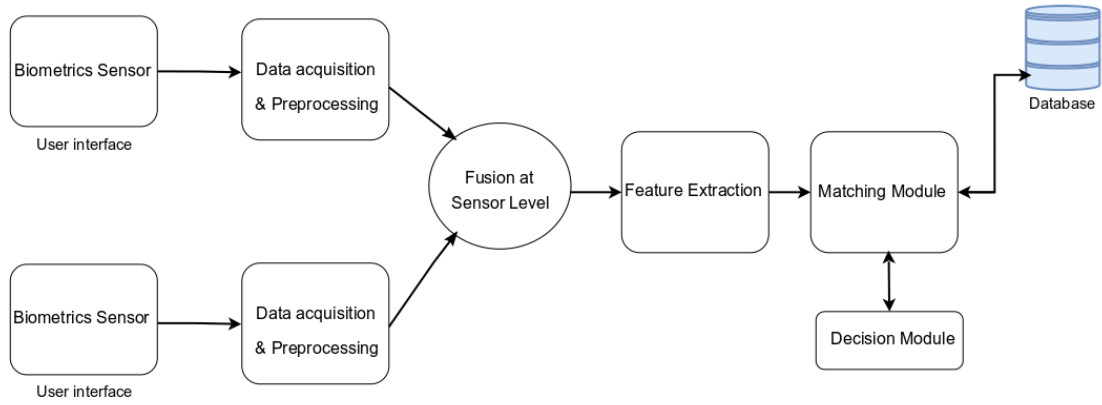 Biometrics Sensor
User interface
Data acquisition
& Preprocessing
Biometrics Sensor
User interface
Data acquisition
& Preprocessing
Fusion at
Sensor Level
Feature Extraction
Matching Module
Database
Decision Module